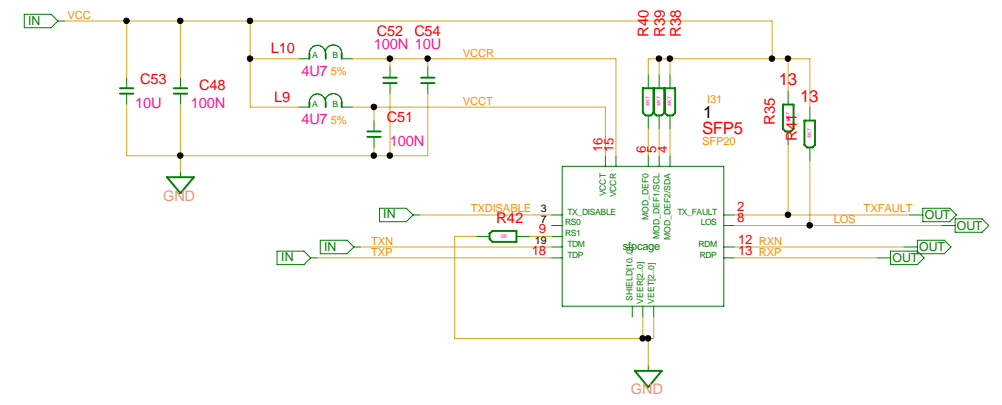 IN VCC
R40 R39 R38
C52 C54
100N 10U
L10 A B VCCR
4U7 5%
C53 C48
10U 100N
L9 A B VCCT
4U7 5%
C51
100N
13
13
R35
R41
I31
1
SFP5
SFP20
GND
16 15 6 5 4
VCCT VCCR MOD_DEF0 MOD_DEF1/SCL MOD_DEF2/SDA
IN TXDISABLE 3 TX_DISABLE TX_FAULT 2 TXFAULT OUT
R42 7 RS0 LOS 8 LOS OUT
0R 9 RS1
IN TXN 19 TDM RDM 12 RXN OUT
IN TXP 18 TDP RDP 13 RXP OUT
sfpcage
VEER[2..0] VEET[2..0]
GND